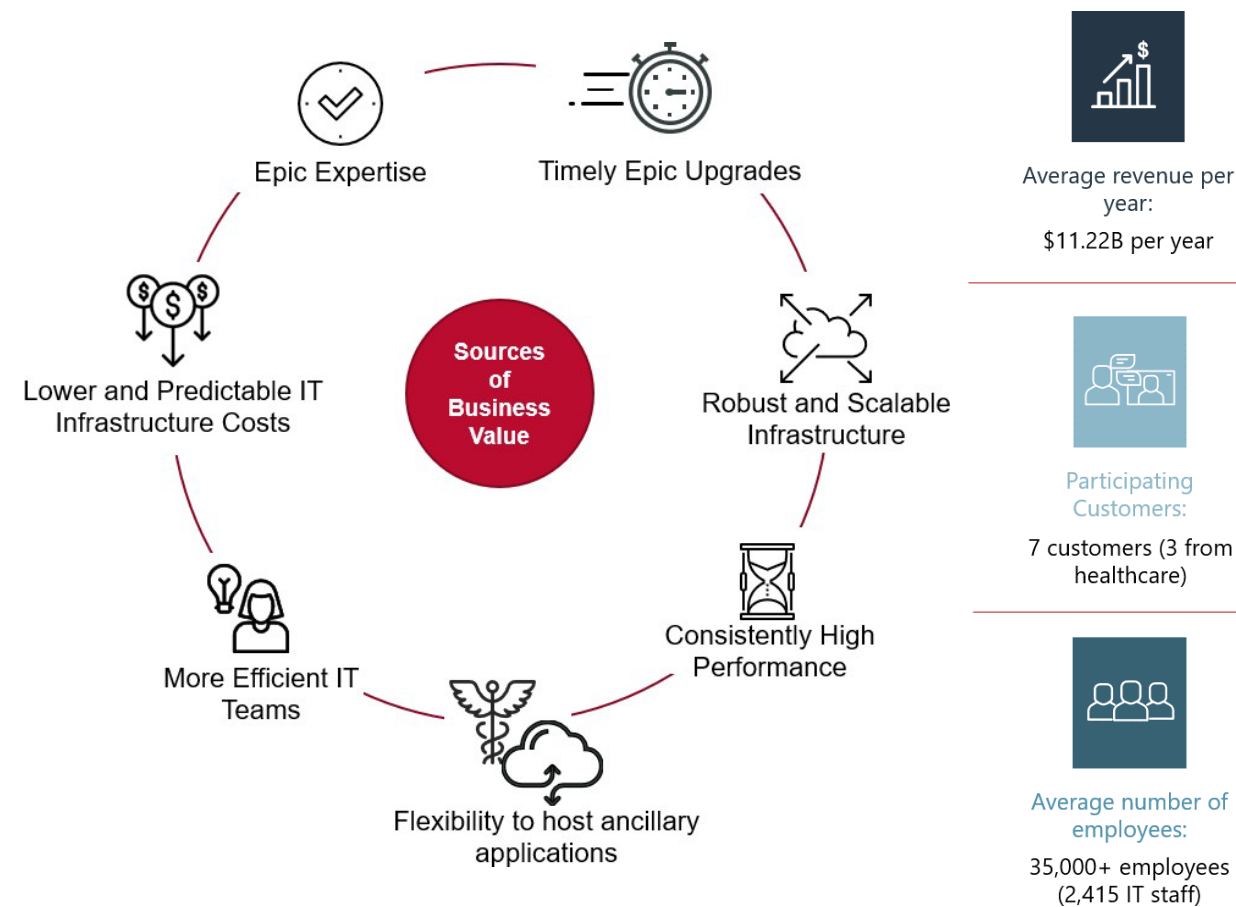 Epic Expertise
Timely Epic Upgrades
Lower and Predictable IT
Infrastructure Costs
Sources
of
Business
Value
Robust and Scalable
Infrastructure
More Efficient IT
Teams
Consistently High
Performance
Flexibility to host ancillary
applications
$
Average revenue per
year:
$11.22B per year
Participating
Customers:
7 customers (3 from
healthcare)
Average number of
employees:
35,000+ employees
(2,415 IT staff)
$
$
$